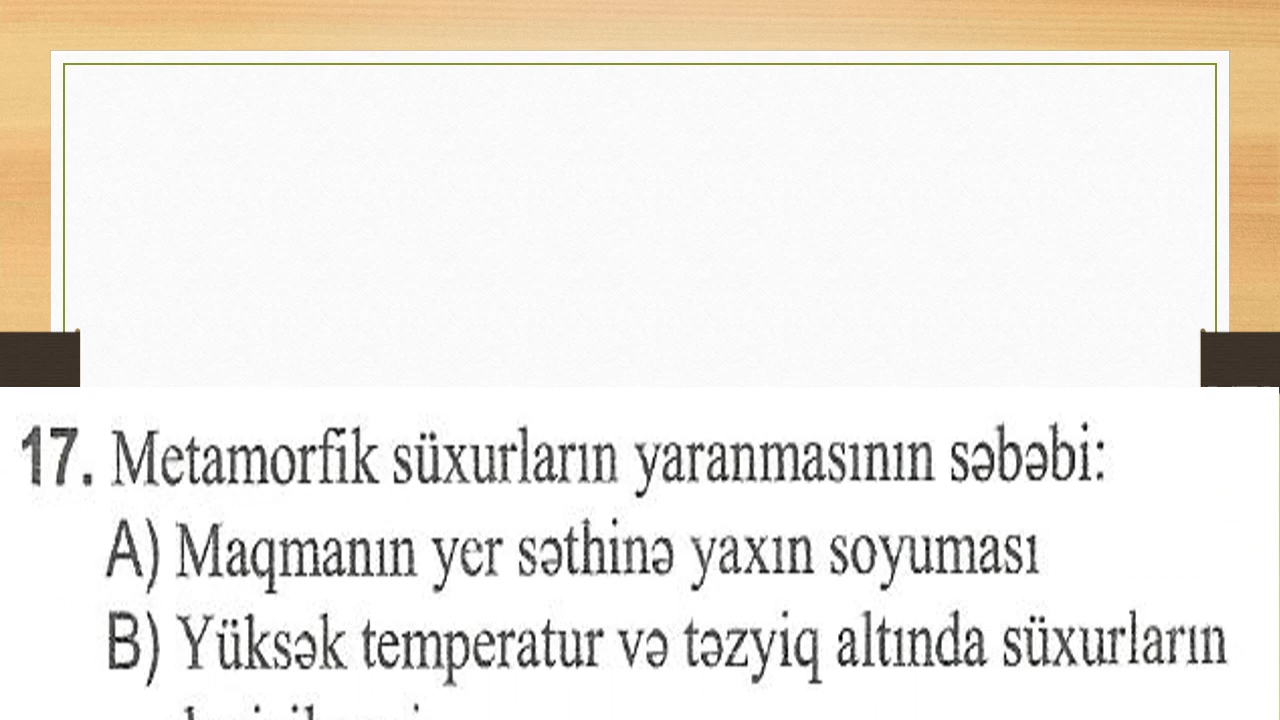 17. Metamorfik süxurların yaranmasının səbəbi:
A) Maqmanın yer səthinə yaxın soyuması
B) Yüksək temperatur və təzyiq altında süxurların